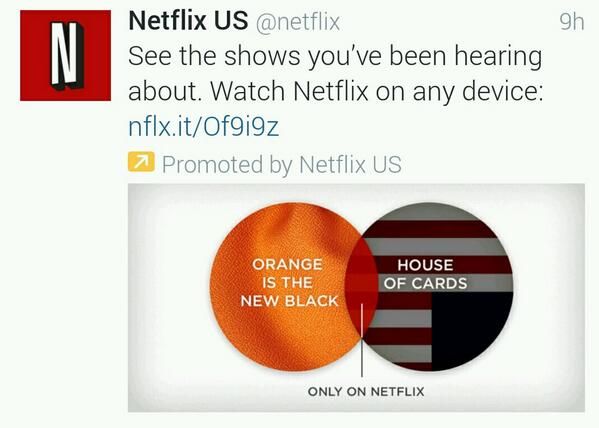 N
Netflix US @netflix 9h
See the shows you've been hearing
about. Watch Netflix on any device:
nflx.it/Of9i9z
Promoted by Netflix US
ORANGE
IS THE
NEW BLACK
HOUSE
OF CARDS
ONLY ON NETFLIX